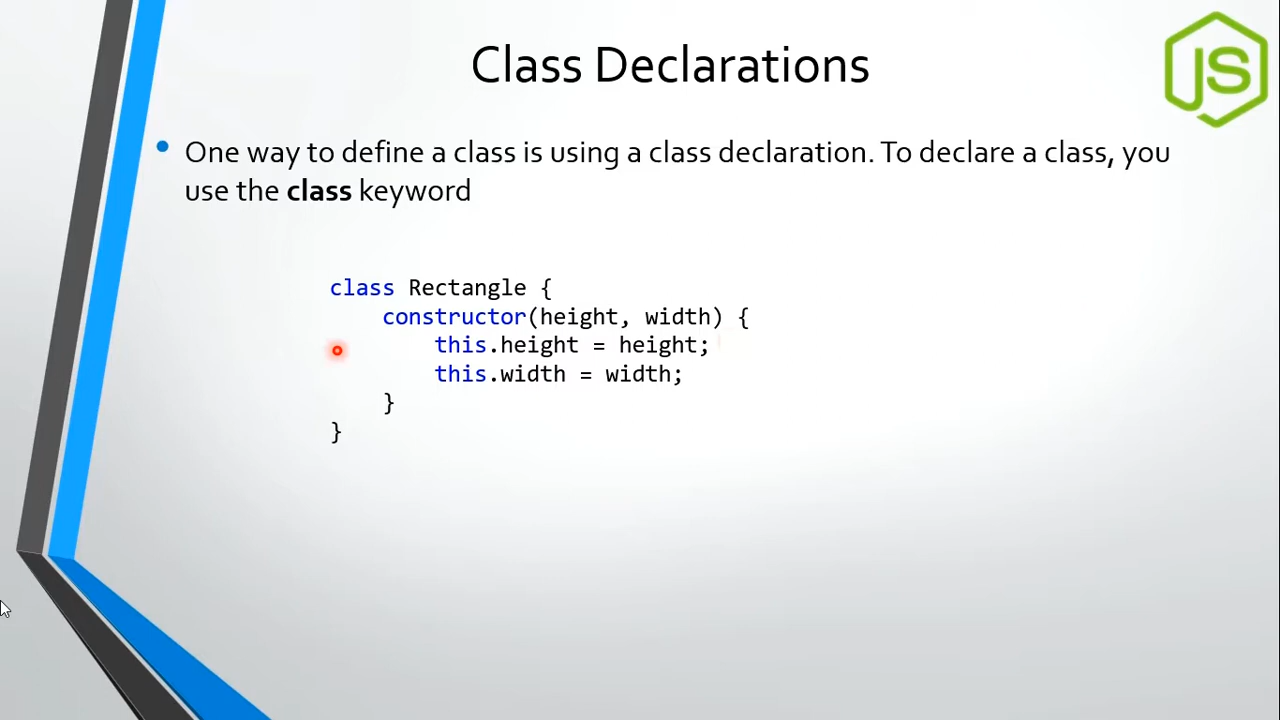 JS
Class Declarations
• One way to define a class is using a class declaration. To declare a class, you
use the class keyword
class Rectangle {
    constructor(height, width) {
        this.height = height;
        this.width = width;
    }
}